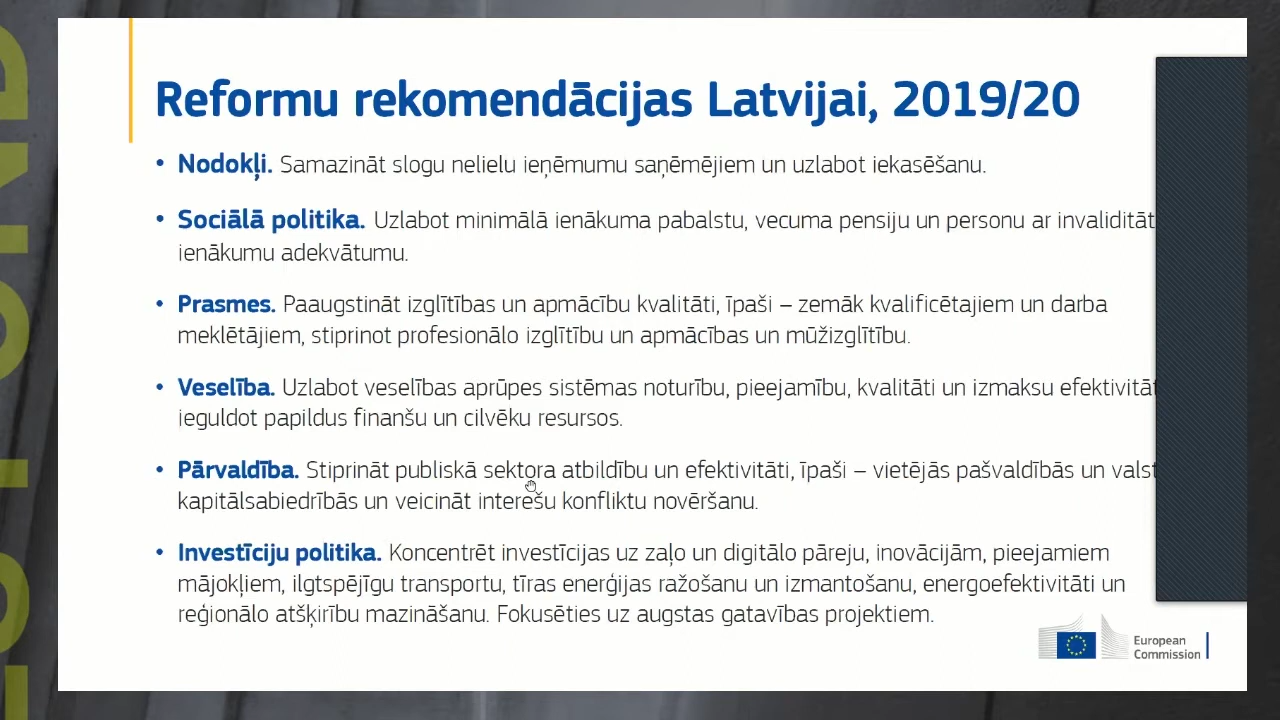 Reformu rekomendācijas Latvijai, 2019/20
• Nodokļi. Samazināt slogu nelielu ieņēmumu saņēmējiem un uzlabot iekasēšanu.
• Sociālā politika. Uzlabot minimālā ienākuma pabalstu, vecuma pensiju un personu ar
ienākumu adekvātumu.
• Prasmes. Paaugstināt izglītības un apmācību kvalitāti, īpaši – zemāk kvalificētajiem un darba
meklētājiem, stiprinot profesionālo izglītību un apmācības un mūžizglītību.
• Veselība. Uzlabot veselības aprūpes sistēmas noturību, pieejamību, kvalitāti un izmaksu
ieguldot papildus finanšu un cilvēku resursos.
• Pārvaldība. Stiprināt publiskā sektora atbildību un efektivitāti, īpaši – vietējās pašvaldībās un
kapitālsabiedrībās un veicināt interešu konfliktu novēršanu.
• Investīciju politika. Koncentrēt investīcijas uz zaļo un digitālo pāreju, inovācijām, pieejamiem
mājokļiem, ilgtspējīgu transportu, tīras enerģijas ražošanu un izmantošanu, energoefektivitāti un
reģionālo atšķirību mazināšanu. Fokusēties uz augstas gatavības projektiem.
European
Commission